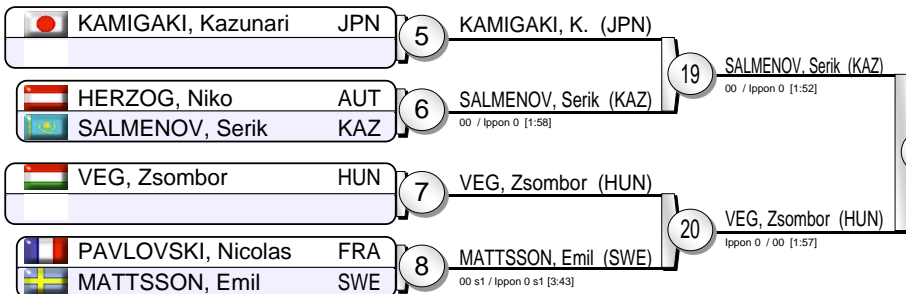 KAMIGAKI, Kazunari JPN
5
KAMIGAKI, K. (JPN)
19
SALMENOV, Serik (KAZ)
00 / Ippon 0 [1:52]
HERZOG, Niko AUT
SALMENOV, Serik KAZ
6
SALMENOV, Serik (KAZ)
00 / Ippon 0 [1:58]
VEG, Zsombor HUN
7
VEG, Zsombor (HUN)
20
VEG, Zsombor (HUN)
Ippon 0 / 00 [1:57]
PAVLOVSKI, Nicolas FRA
MATTSSON, Emil SWE
8
MATTSSON, Emil (SWE)
00 s1 / Ippon 0 s1 [3:43]